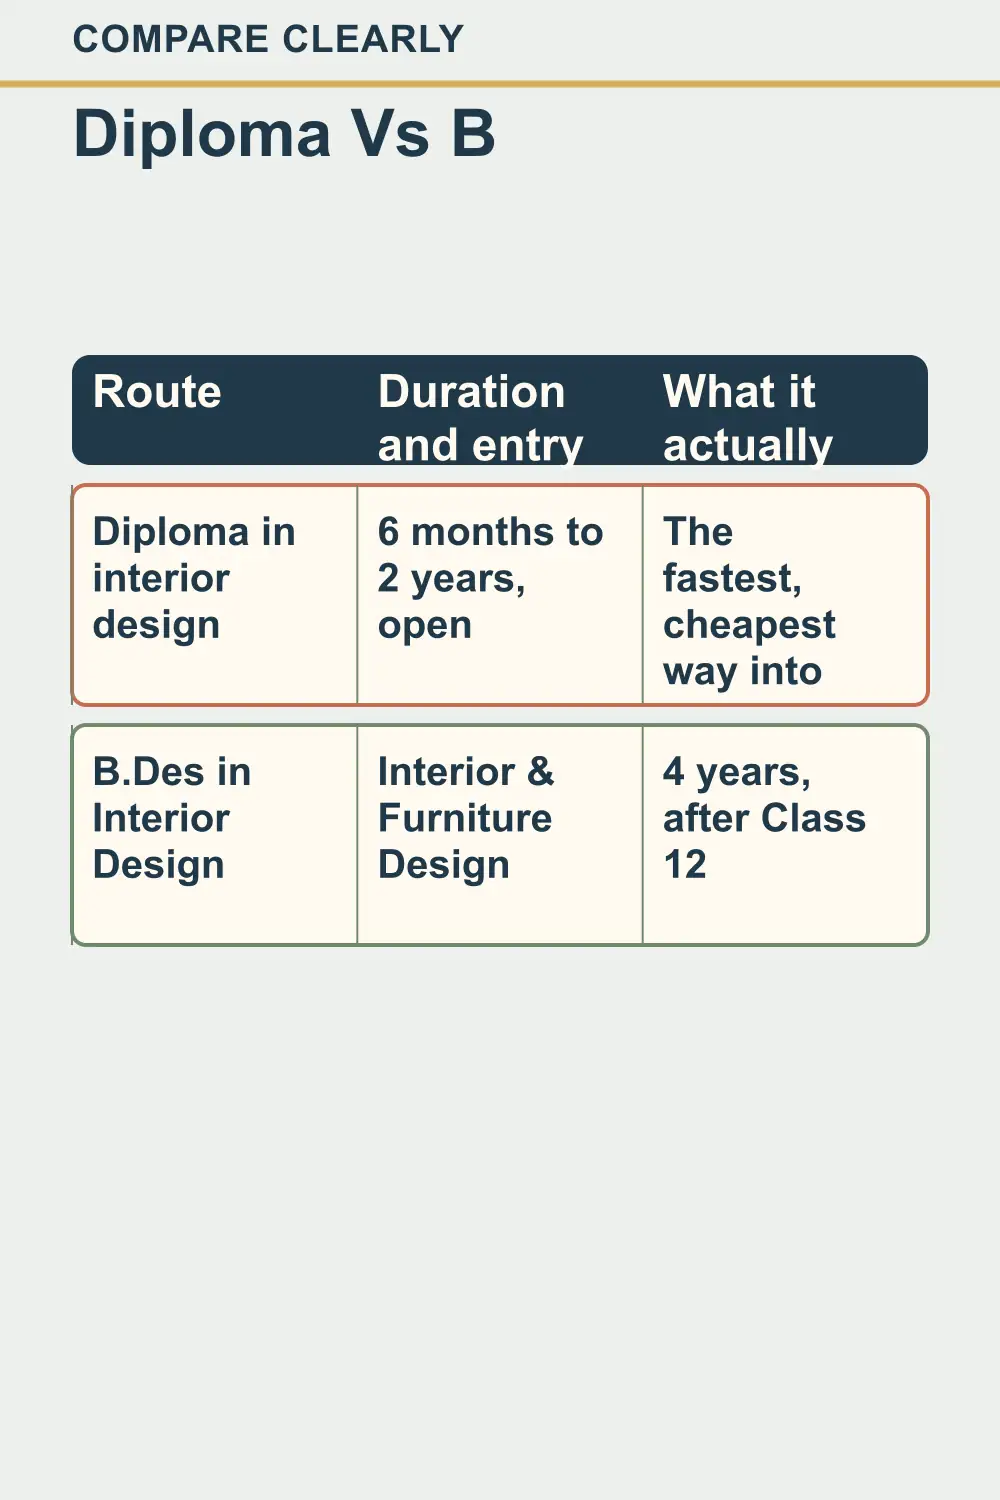 COMPARE CLEARLY
Diploma Vs B
Route
Duration
and entry
What it
actually
Diploma in
interior
design
6 months to
2 years,
open
The
fastest,
cheapest
way into
B.Des in
Interior
Design
Interior &
Furniture
Design
4 years,
after Class
12